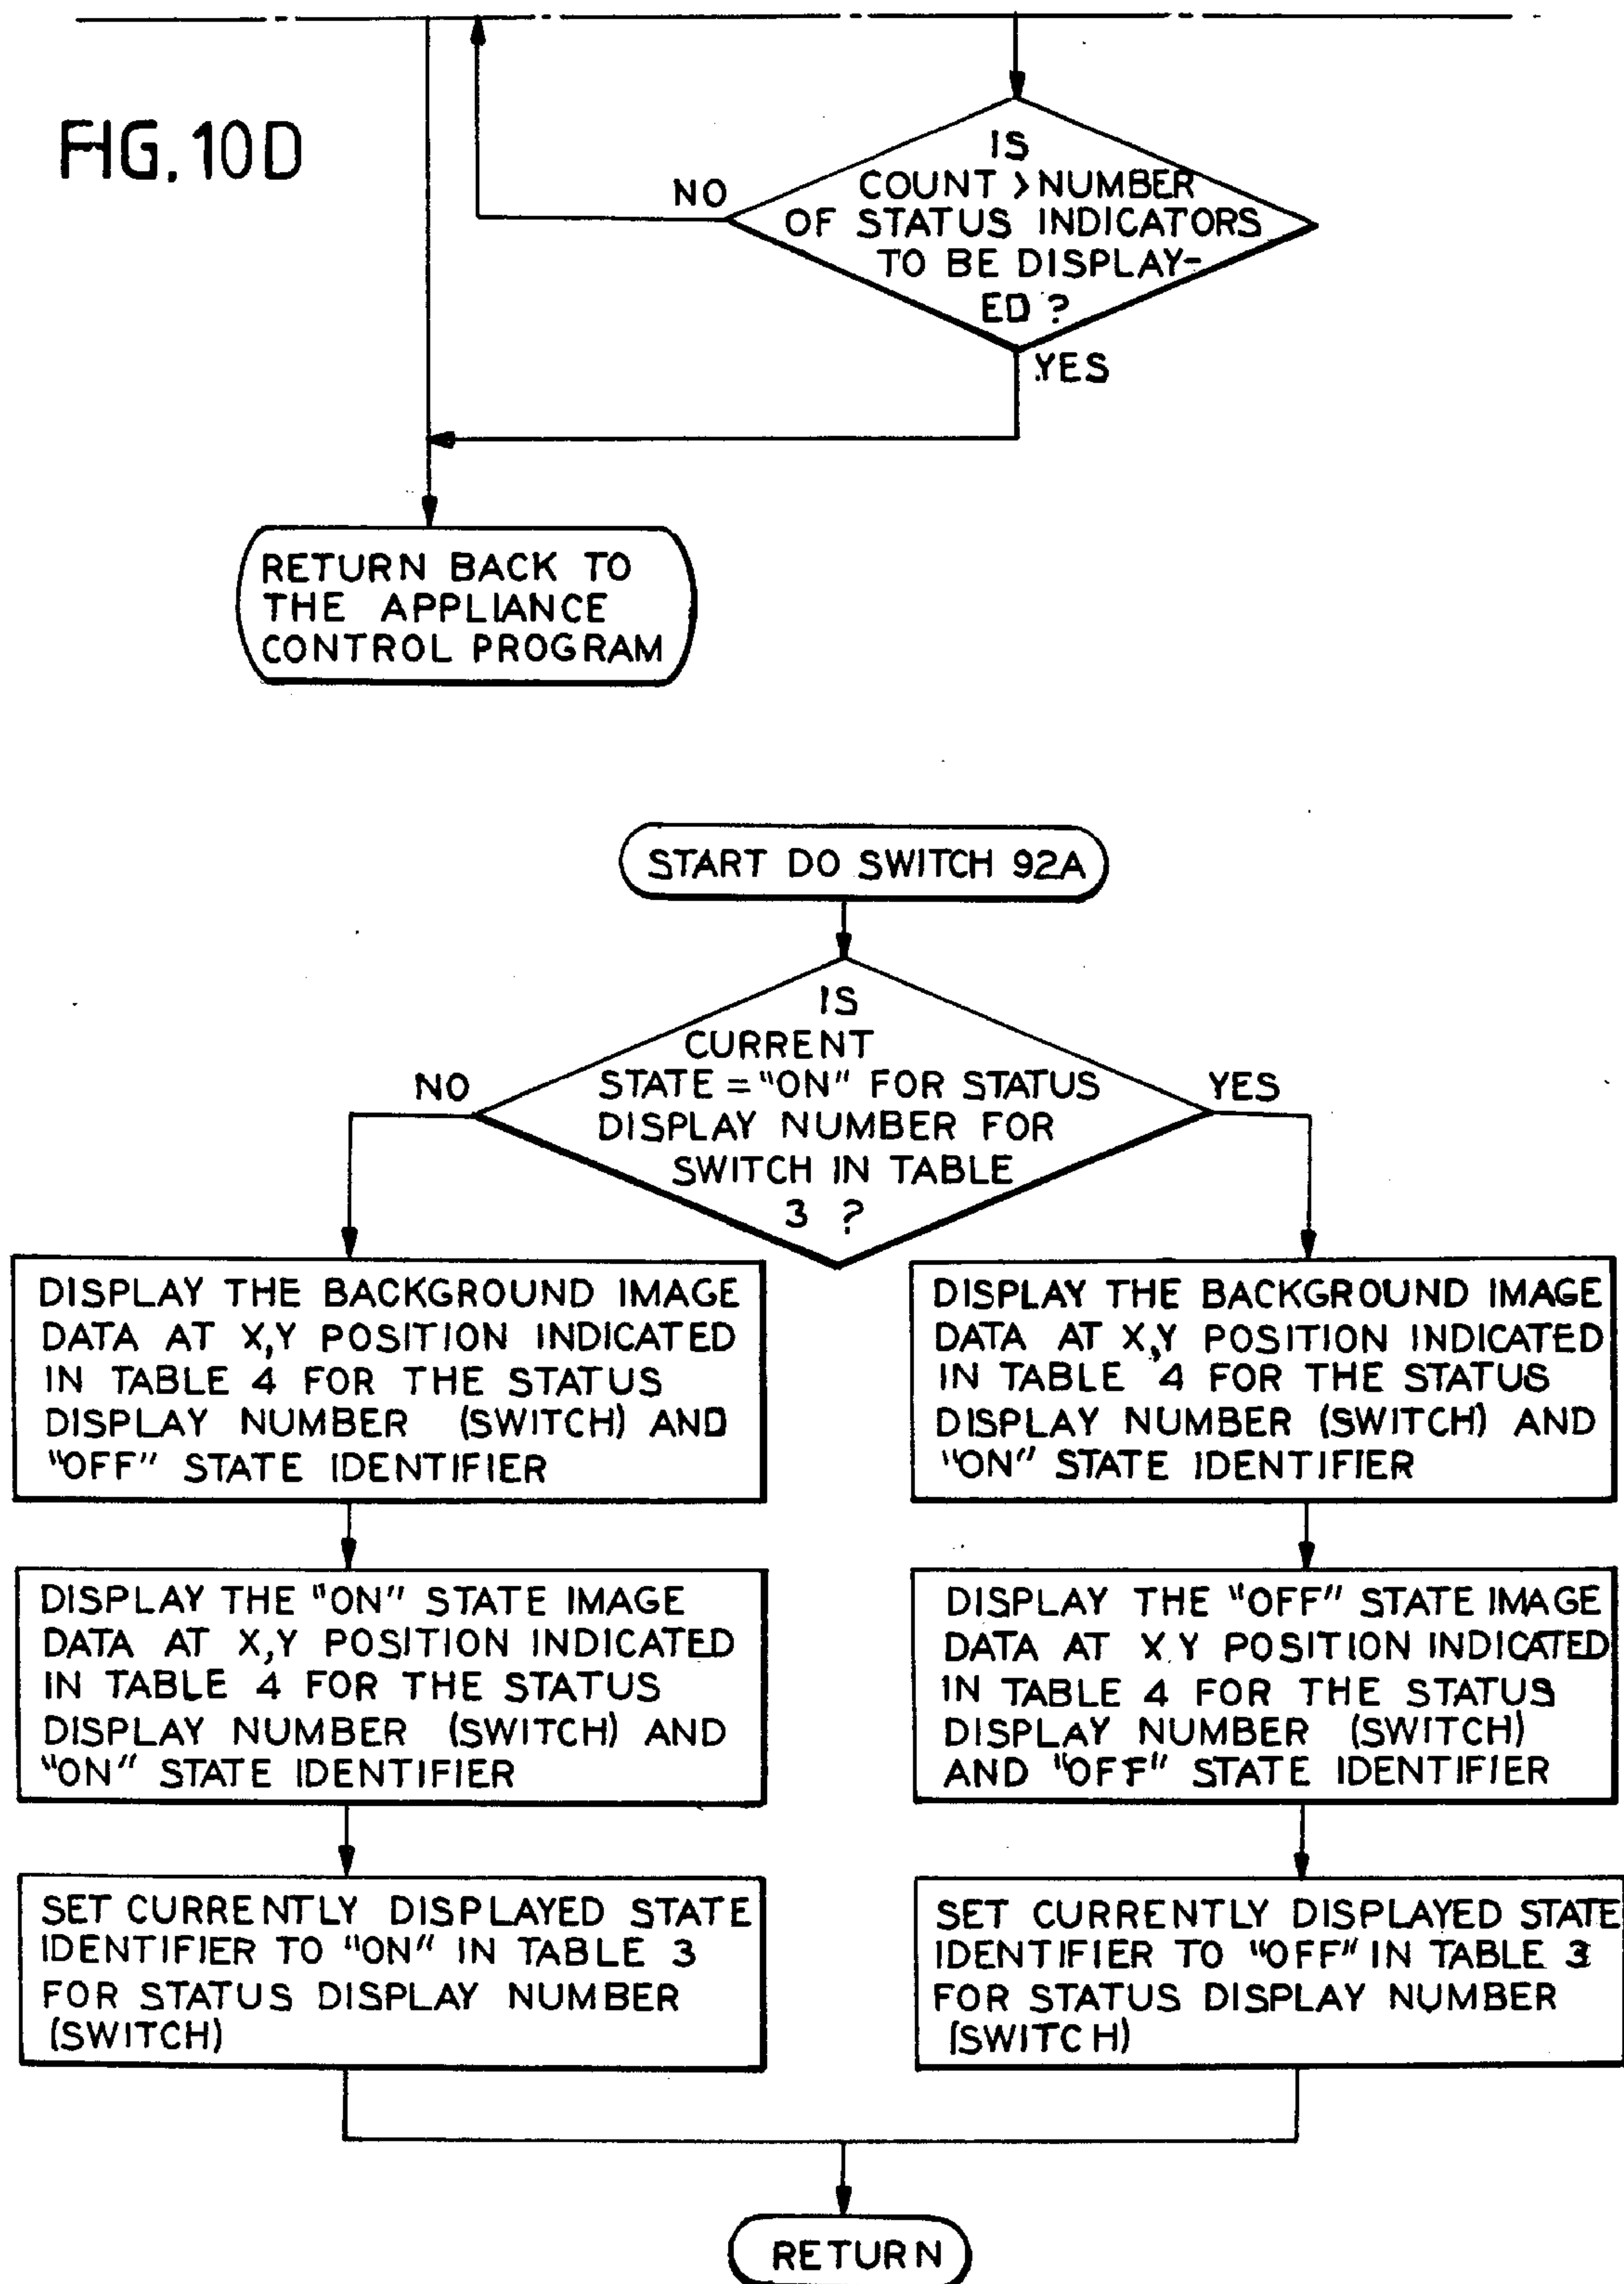 FIG. 10D
IS
COUNT > NUMBER
OF STATUS INDICATORS
TO BE DISPLAY-
ED ?
NO
YES
RETURN BACK TO
THE APPLIANCE
CONTROL PROGRAM
START DO SWITCH 92A
IS
CURRENT
STATE = "ON" FOR STATUS
DISPLAY NUMBER FOR
SWITCH IN TABLE
3 ?
NO
YES
DISPLAY THE BACKGROUND IMAGE
DATA AT X,Y POSITION INDICATED
IN TABLE 4 FOR THE STATUS
DISPLAY NUMBER (SWITCH) AND
"OFF" STATE IDENTIFIER
DISPLAY THE BACKGROUND IMAGE
DATA AT X,Y POSITION INDICATED
IN TABLE 4 FOR THE STATUS
DISPLAY NUMBER (SWITCH) AND
"ON" STATE IDENTIFIER
DISPLAY THE "ON" STATE IMAGE
DATA AT X,Y POSITION INDICATED
IN TABLE 4 FOR THE STATUS
DISPLAY NUMBER (SWITCH) AND
"ON" STATE IDENTIFIER
DISPLAY THE "OFF" STATE IMAGE
DATA AT X Y POSITION INDICATED
IN TABLE 4 FOR THE STATUS
DISPLAY NUMBER (SWITCH)
AND "OFF" STATE IDENTIFIER
SET CURRENTLY DISPLAYED STATE
IDENTIFIER TO "ON" IN TABLE 3
FOR STATUS DISPLAY NUMBER
(SWITCH)
SET CURRENTLY DISPLAYED STATE
IDENTIFIER TO "OFF" IN TABLE 3
FOR STATUS DISPLAY NUMBER
(SWITCH)
RETURN